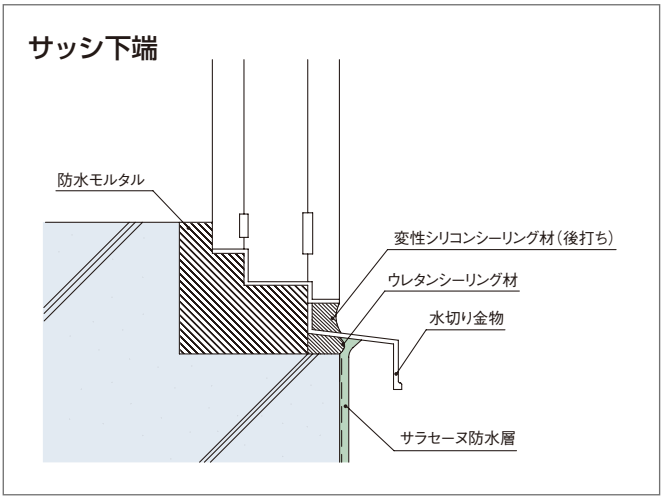 サッシ下端
防水モルタル
変性シリコンシーリング材（後打ち）
ウレタンシーリング材
水切り金物
サラセーヌ防水層